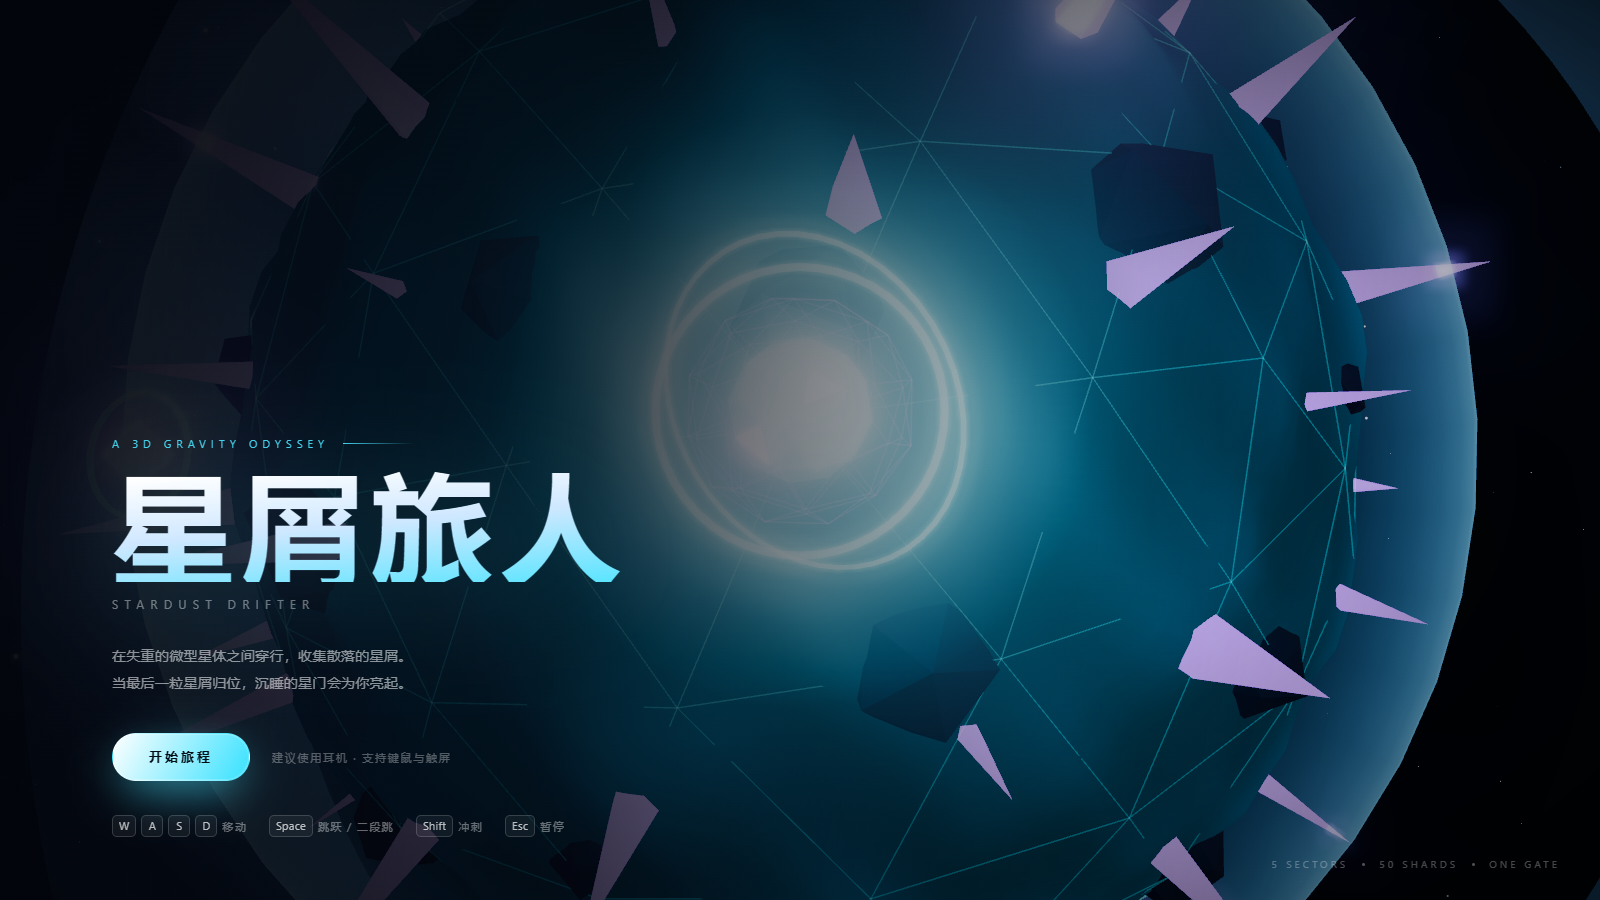 A 3D GRAVITY ODYSSEY
星屑旅人
STARDUST DRIFTER
在失重的微型星体之间穿行，收集散落的星屑。
当最后一粒星屑归位，沉睡的星门会为你亮起。
开始旅程 建议使用耳机 · 支持键鼠与触屏
W A S D 移动 Space 跳跃 / 二段跳 Shift 冲刺 Esc 暂停
5 SECTORS • 50 SHARDS • ONE GATE